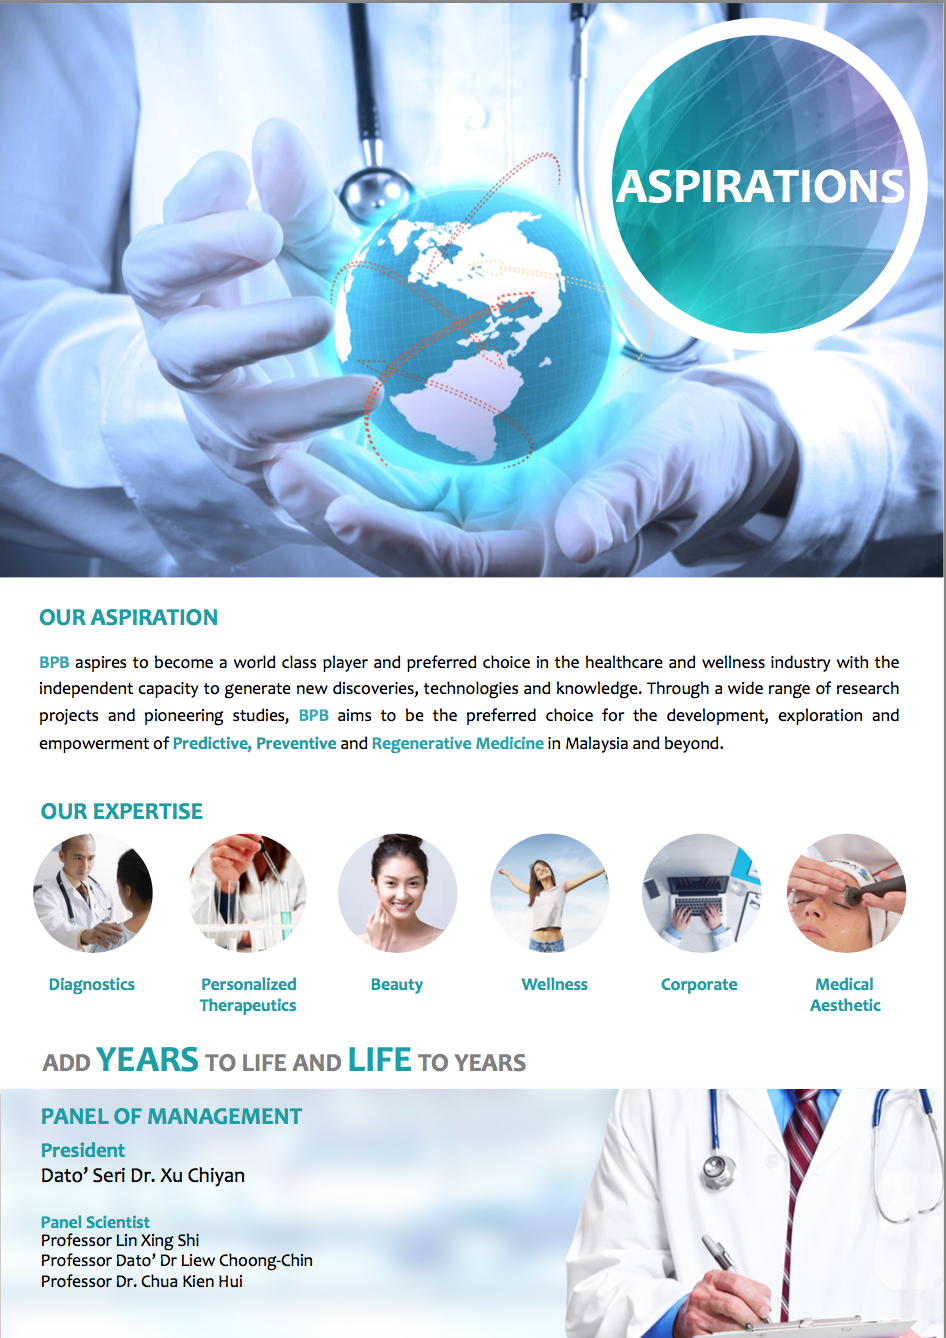 ASPIRATIONS
OUR ASPIRATION
BPB aspires to become a world class player and preferred choice in the healthcare and wellness industry with the
independent capacity to generate new discoveries, technologies and knowledge. Through a wide range of research
projects and pioneering studies, BPB aims to be the preferred choice for the development, exploration and
empowerment of Predictive, Preventive and Regenerative Medicine in Malaysia and beyond.
OUR EXPERTISE
Diagnostics
Personalized
Therapeutics
Beauty
Wellness
Corporate
Medical
Aesthetic
ADD YEARS TO LIFE AND LIFE TO YEARS
PANEL OF MANAGEMENT
President
Dato’ Seri Dr. Xu Chiyan
Panel Scientist
Professor Lin Xing Shi
Professor Dato’ Dr Liew Choong-Chin
Professor Dr. Chua Kien Hui